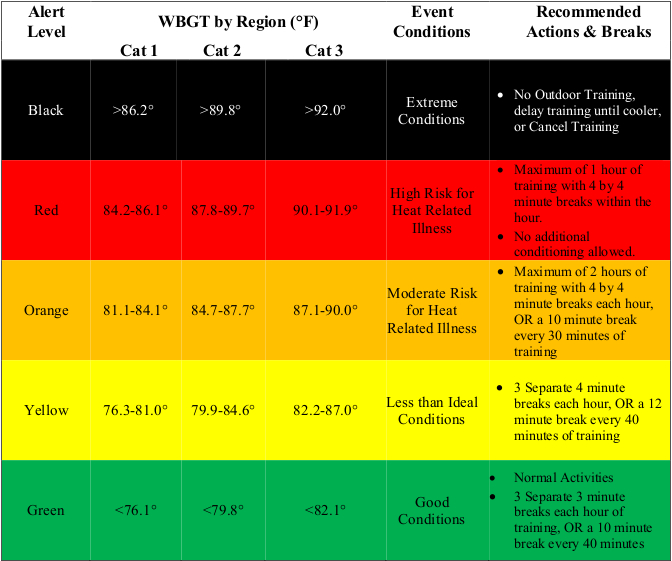 Alert
Level
WBGT by Region (°F)
Cat 1
Cat 2
Cat 3
Event
Conditions
Recommended
Actions & Breaks
Black
>86.2°
>89.8°
>92.0°
Extreme
Conditions
• No Outdoor Training,
delay training until cooler,
or Cancel Training
Red
84.2-86.1°
87.8-89.7°
90.1-91.9°
High Risk for
Heat Related
Illness
• Maximum of 1 hour of
training with 4 by 4
minute breaks within the
hour.
• No additional
conditioning allowed.
Orange
81.1-84.1°
84.7-87.7°
87.1-90.0°
Moderate Risk
for Heat
Related Illness
• Maximum of 2 hours of
training with 4 by 4
minute breaks each hour,
OR a 10 minute break
every 30 minutes of
training
Yellow
76.3-81.0°
79.9-84.6°
82.2-87.0°
Less than Ideal
Conditions
• 3 Separate 4 minute
breaks each hour, OR a 12
minute break every 40
minutes of training
Green
<76.1°
<79.8°
<82.1°
Good
Conditions
• Normal Activities
• 3 Separate 3 minute
breaks each hour of
training, OR a 10 minute
break every 40 minutes